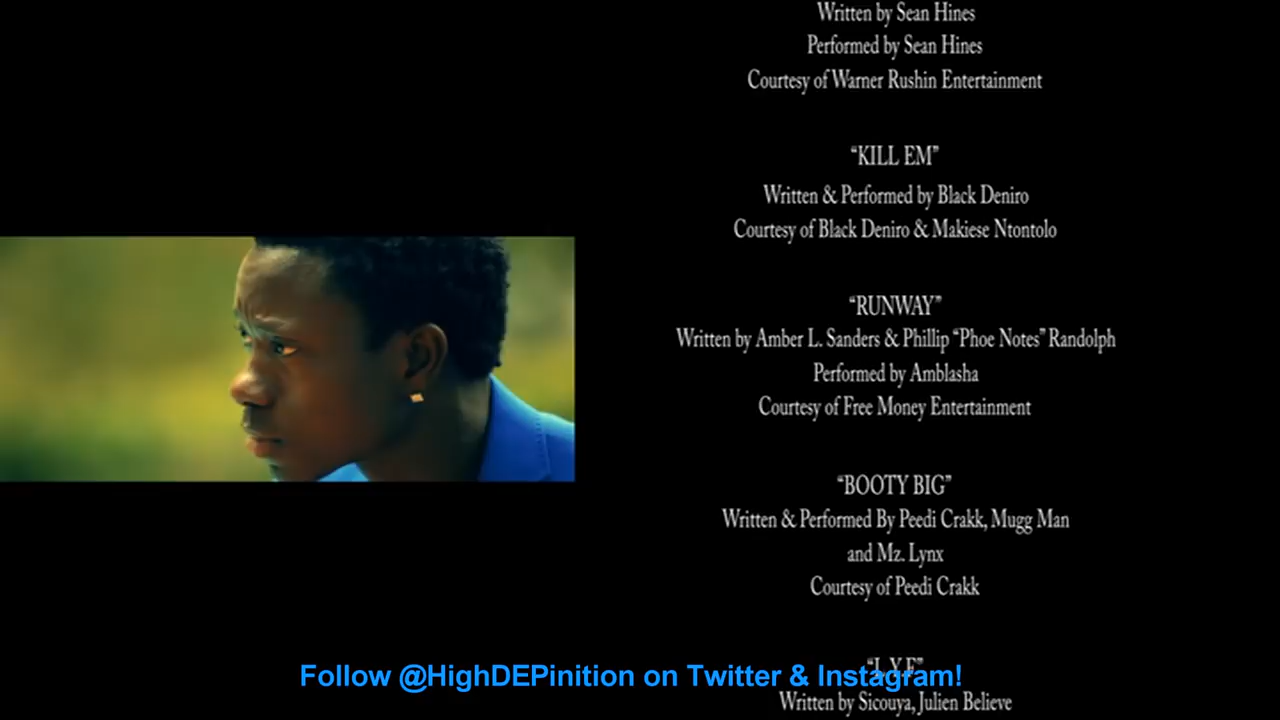 Written by Sean Hines
Performed by Sean Hines
Courtesy of Warner Rushin Entertainment
“KILL EM”
Written & Performed by Black Deniro
Courtesy of Black Deniro & Makiese Ntontolo
“RUNWAY”
Written by Amber L. Sanders & Phillip “Phoe Notes” Randolph
Performed by Amblasha
Courtesy of Free Money Entertainment
“BOOTY BIG”
Written & Performed By Peedi Crakk, Mugg Man
and Mz. Lynx
Courtesy of Peedi Crakk
Follow @HighDEPinition on Twitter & Instagram!
Written by Sicouya, Julien Believe